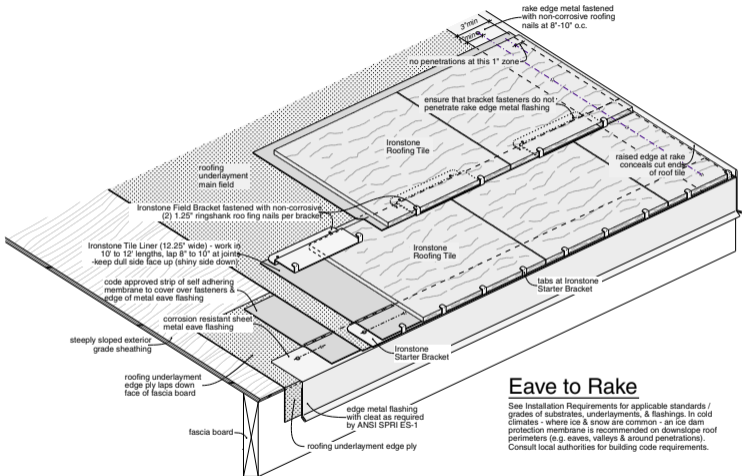 rake edge metal fastened
with non-corrosive roofing
nails at 8"-10" o.c.
3"min
no penetrations at this 1" zone
ensure that bracket fasteners do not
penetrate rake edge metal flashing
Ironstone
Roofing Tile
raised edge at rake
conceals cut ends
of roof tile
roofing
underlayment
main field
Ironstone Field Bracket fastened with non-corrosive
(2) 1.25" ringshank roo fing nails per bracket
Ironstone Tile Liner (12.25" wide) - work in
10' to 12' lengths, lap 8" to 10" at joints
-keep dull side face up (shiny side down)
Ironstone
Roofing Tile
code approved strip of self adhering
membrane to cover over fasteners &
edge of metal eave flashing
tabs at Ironstone
Starter Bracket
corrosion resistant sheet
metal eave flashing
steeply sloped exterior
grade sheathing
Ironstone
Starter Bracket
roofing underlayment
edge ply laps down
face of fascia board
edge metal flashing
with cleat as required
by ANSI SPRI ES-1
fascia board
roofing underlayment edge ply
Eave to Rake
See Installation Requirements for applicable standards /
grades of substrates, underlayments, & flashings. In cold
climates - where ice & snow are common - an ice dam
protection membrane is recommended on downslope roof
perimeters (e.g. eaves, valleys & around penetrations).
Consult local authorities for building code requirements.